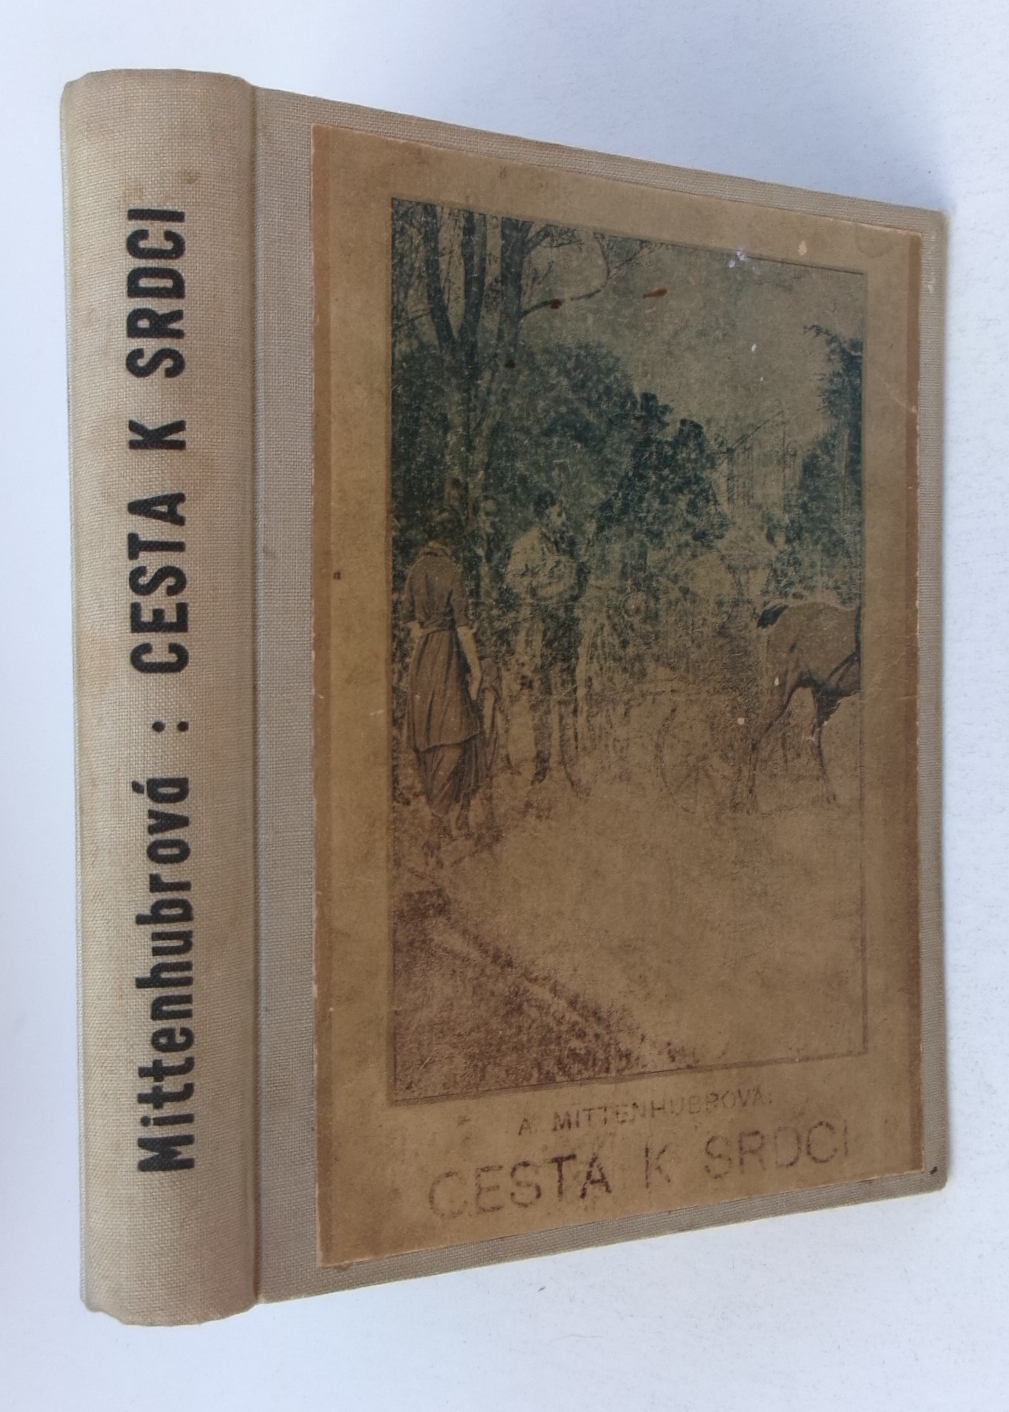 Mittenhubrová : CESTA K SRDCI
A. MITTENHUBROVÁ:
CESTA K SRDCI